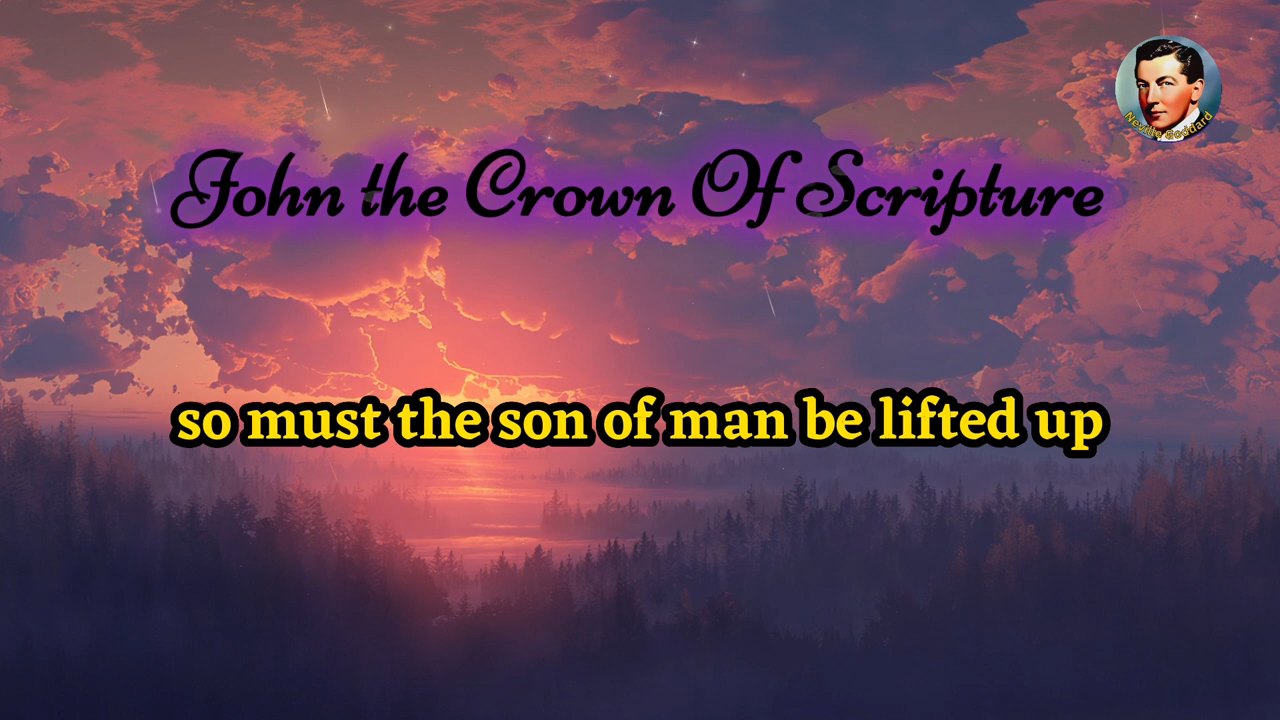 Neville Goddard
John the Crown Of Scripture
so must the son of man be lifted up